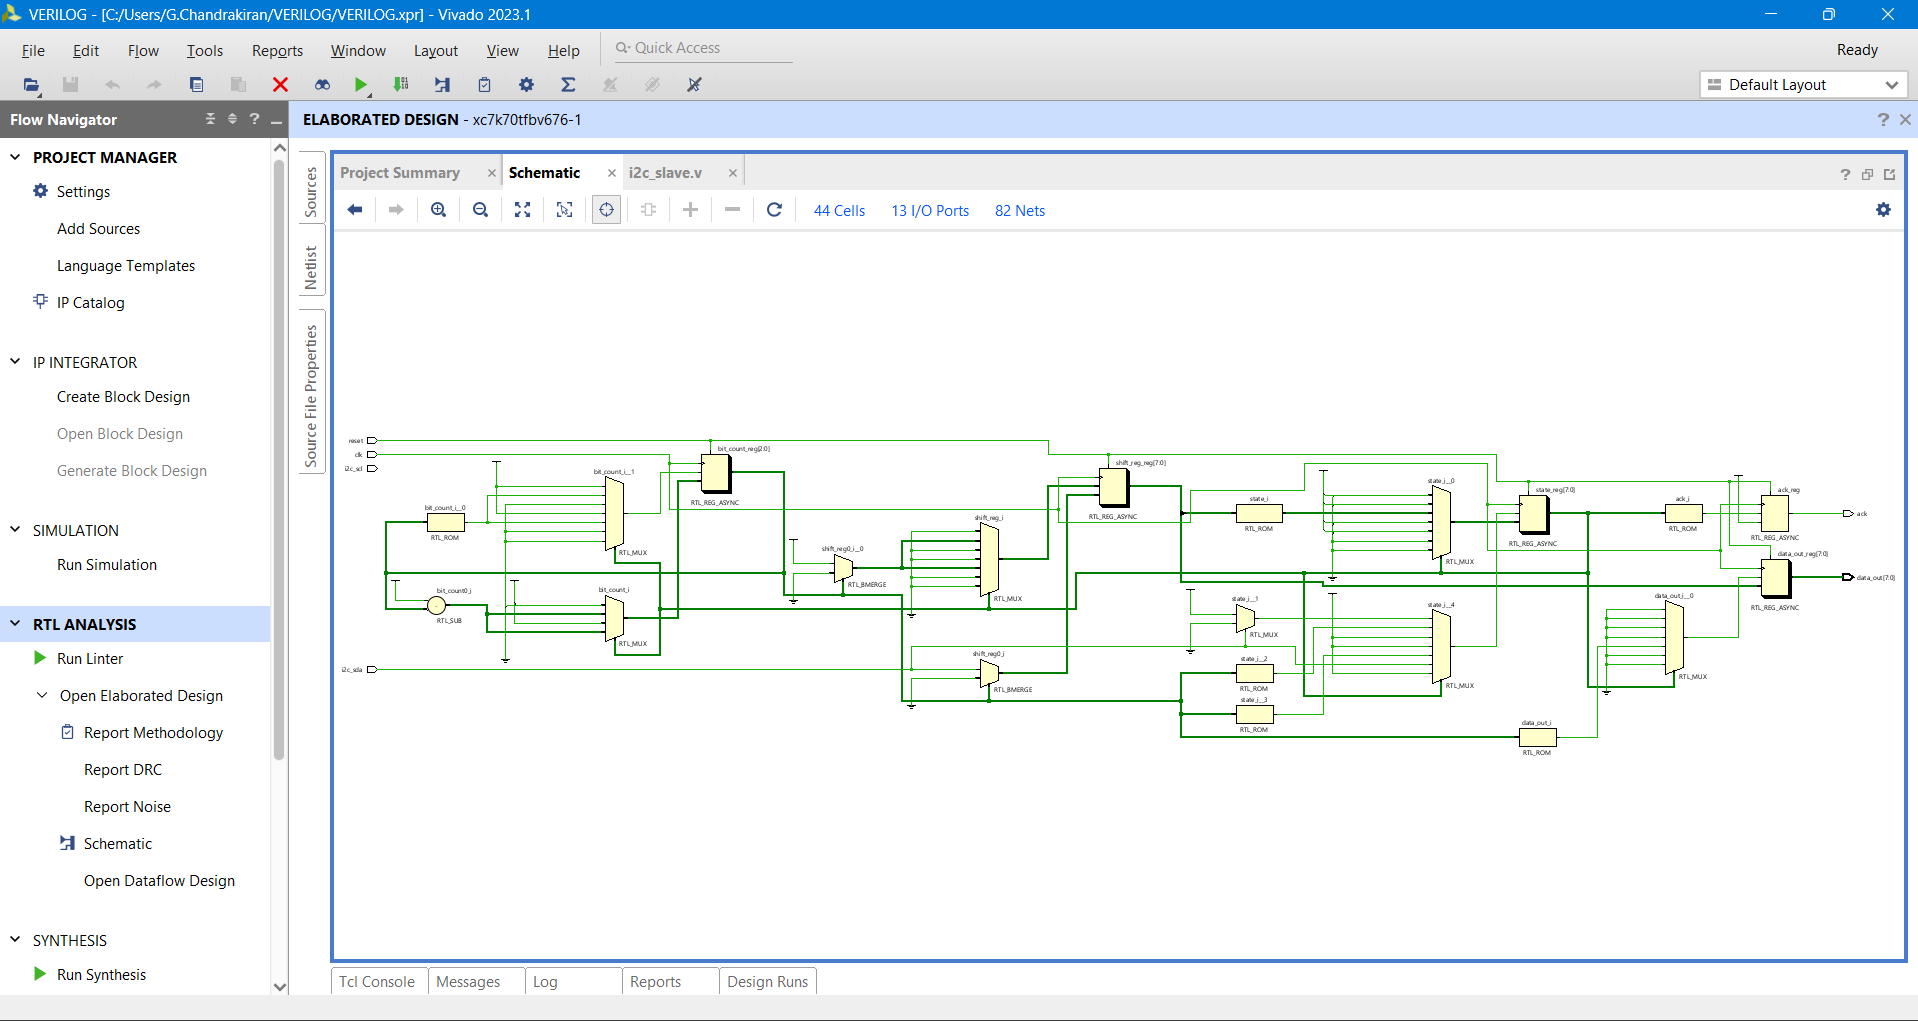 VERILOG - [C:/Users/G.Chandrakiran/VERILOG/VERILOG.xpr] - Vivado 2023.1
File Edit Flow Tools Reports Window Layout View Help Quick Access Ready
Default Layout
Flow Navigator
ELABORATED DESIGN - xc7k70tfbv676-1
PROJECT MANAGER
Settings
Add Sources
Language Templates
IP Catalog
IP INTEGRATOR
Create Block Design
Open Block Design
Generate Block Design
SIMULATION
Run Simulation
RTL ANALYSIS
Run Linter
Open Elaborated Design
Report Methodology
Report DRC
Report Noise
Schematic
Open Dataflow Design
SYNTHESIS
Run Synthesis
Sources
Netlist
Source File Properties
Project Summary Schematic i2c_slave.v
44 Cells 13 I/O Ports 82 Nets
reset
clk
i2c_scl
i2c_sda
bit_count_i__0
RTL_ROM
bit_count0_i
RTL_SUB
bit_count_i__1
RTL_MUX
bit_count_i
RTL_MUX
bit_count_reg[2:0]
RTL_REG_ASYNC
shift_reg0_i__0
RTL_BMERGE
shift_reg_i
RTL_MUX
shift_reg0_i
RTL_BMERGE
shift_reg_reg[7:0]
RTL_REG_ASYNC
state_i
RTL_ROM
state_i__1
RTL_MUX
state_i__2
RTL_ROM
state_i__3
RTL_ROM
state_i__0
RTL_MUX
state_i__4
RTL_MUX
state_reg[7:0]
RTL_REG_ASYNC
data_out_i
RTL_ROM
ack_i
RTL_ROM
data_out_i__0
RTL_MUX
ack_reg
RTL_REG_ASYNC
data_out_reg[7:0]
RTL_REG_ASYNC
ack
data_out[7:0]
Tcl Console Messages Log Reports Design Runs